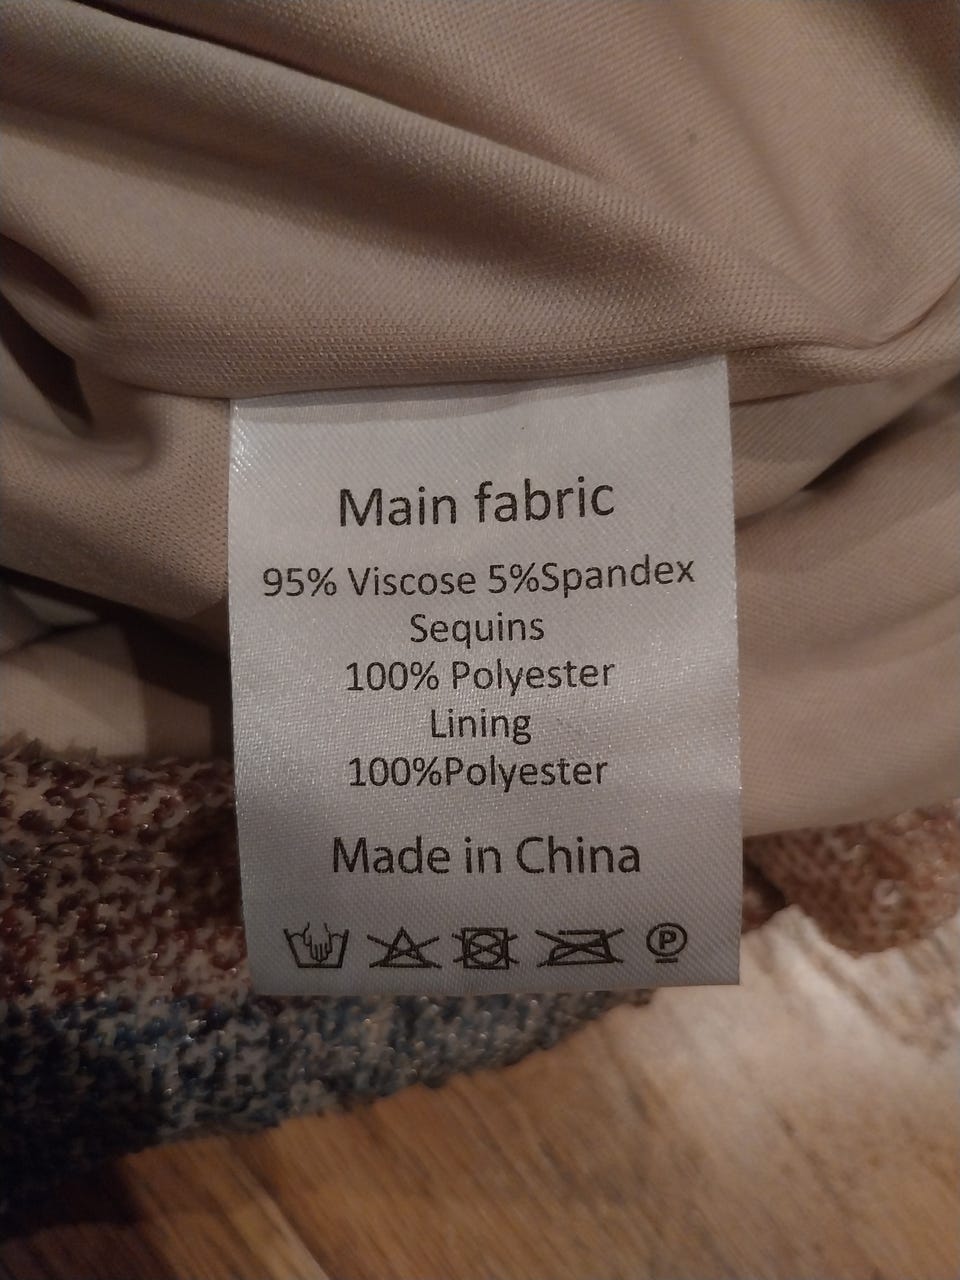 Main fabric
95% Viscose 5%Spandex
Sequins
100% Polyester
Lining
100%Polyester
Made in China
P